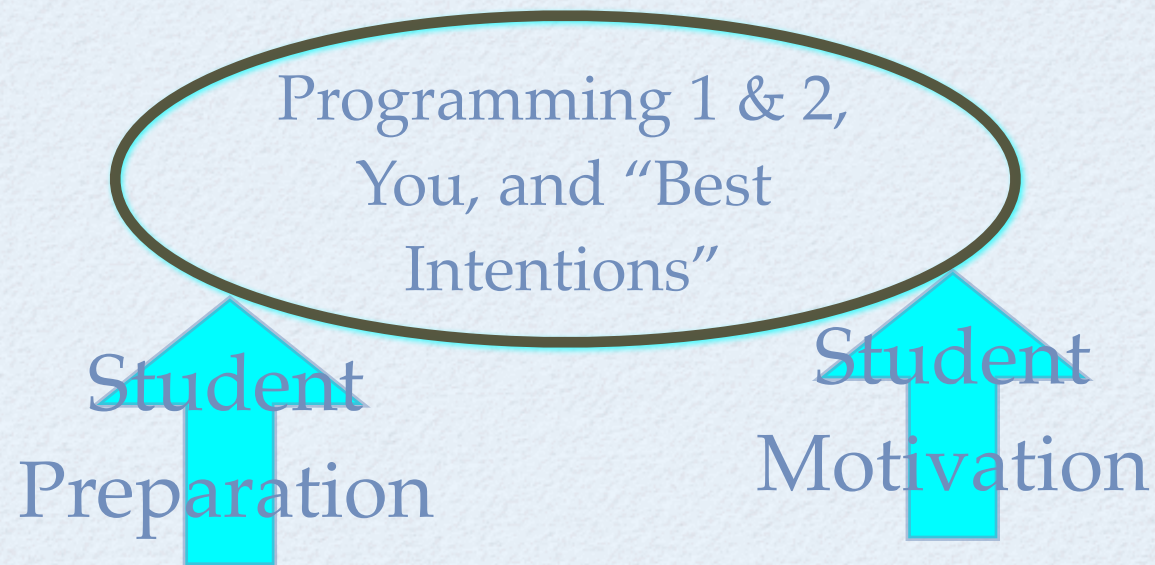 Programming 1 & 2,
You, and “Best
Intentions”
Student
Preparation
Student
Motivation